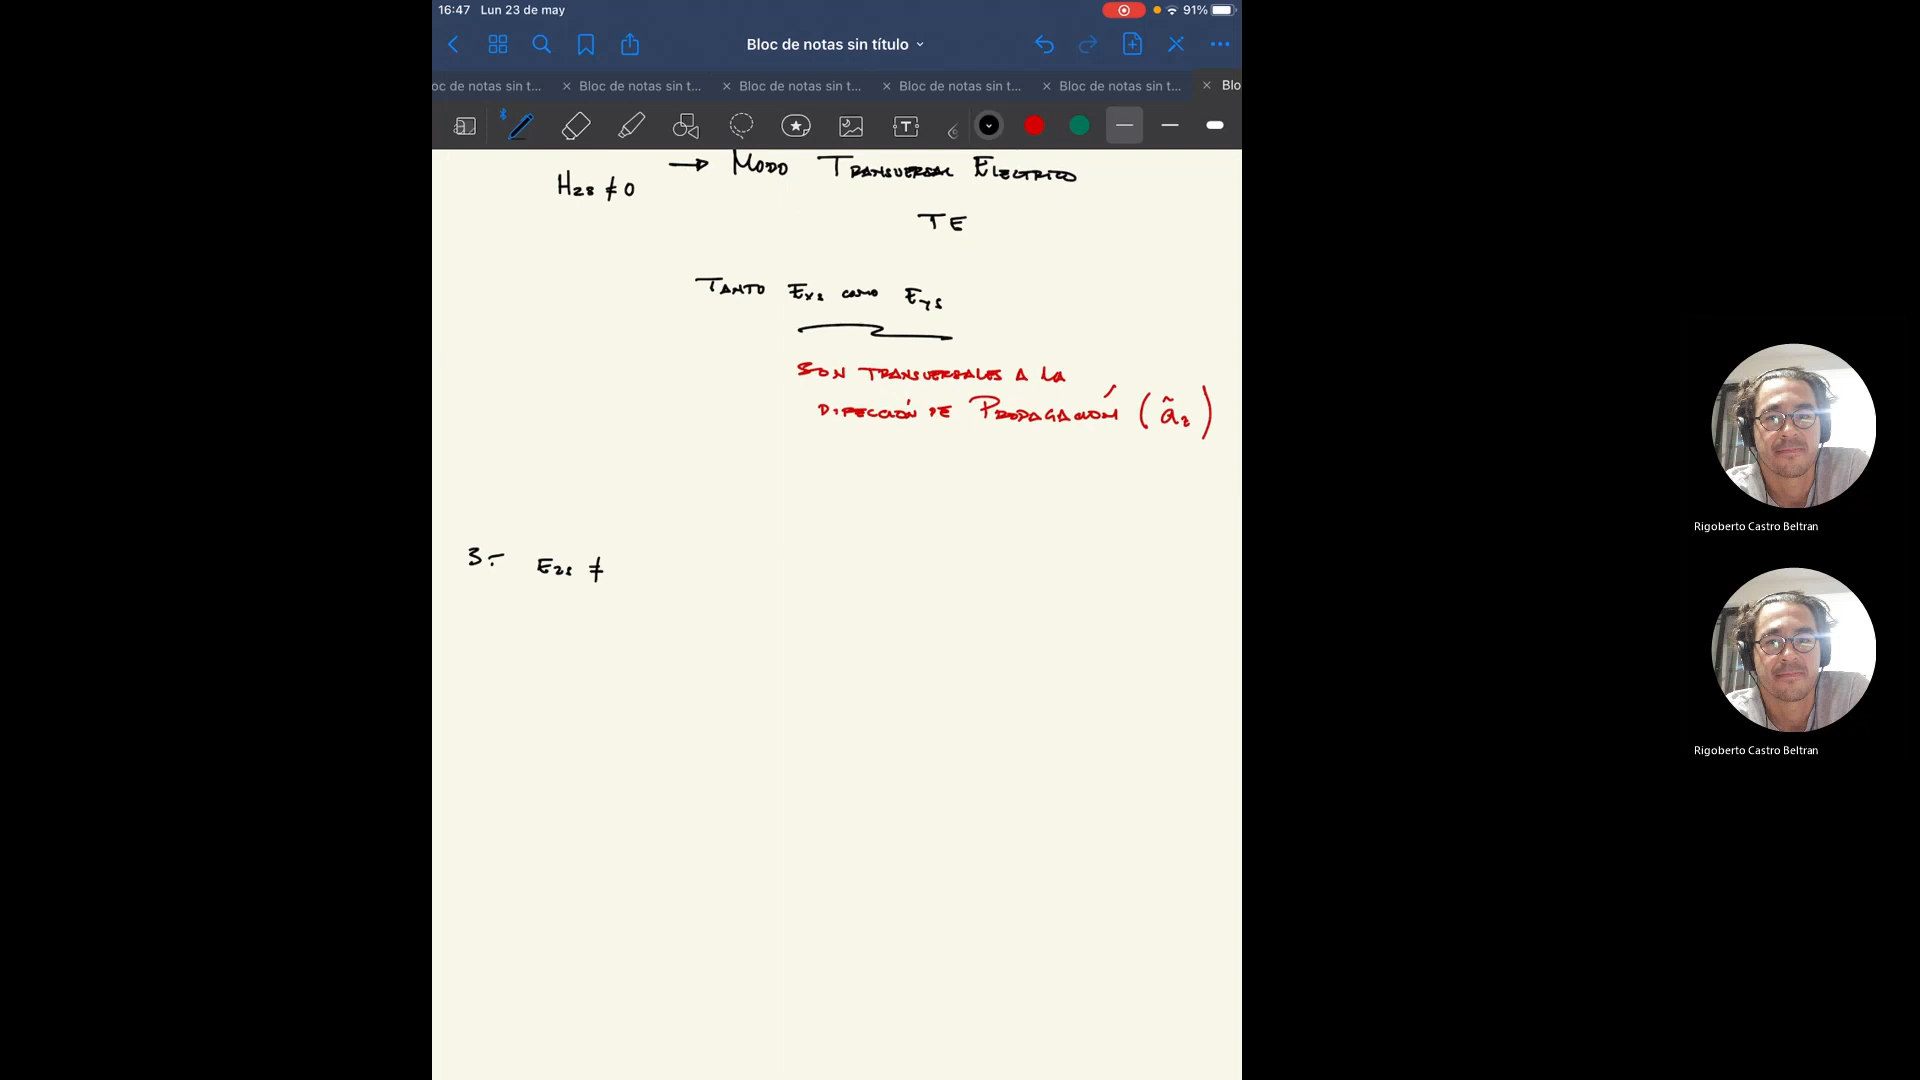 16:47 Lun 23 de may 91%
Bloc de notas sin título
oc de notas sin t... Bloc de notas sin t... Bloc de notas sin t... Bloc de notas sin t... Bloc de notas sin t... Blo
→ Modo Transversal Electrico
Hzs ≠ 0
TE
Tanto Exs como Eys
Son transversales a la
dirección de Propagación (ãz)
3.- Ezs ≠
Rigoberto Castro Beltran
Rigoberto Castro Beltran